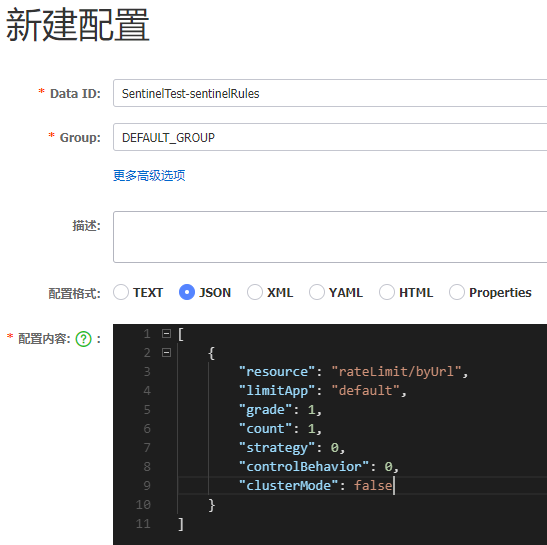 新建配置
* Data ID: SentinelTest-sentinelRules
* Group: DEFAULT_GROUP
更多高级选项
描述:
配置格式: TEXT JSON XML YAML HTML Properties
* 配置内容: ? :
1 [
2 {
3 "resource": "rateLimit/byUrl",
4 "limitApp": "default",
5 "grade": 1,
6 "count": 1,
7 "strategy": 0,
8 "controlBehavior": 0,
9 "clusterMode": false
10 }
11 ]